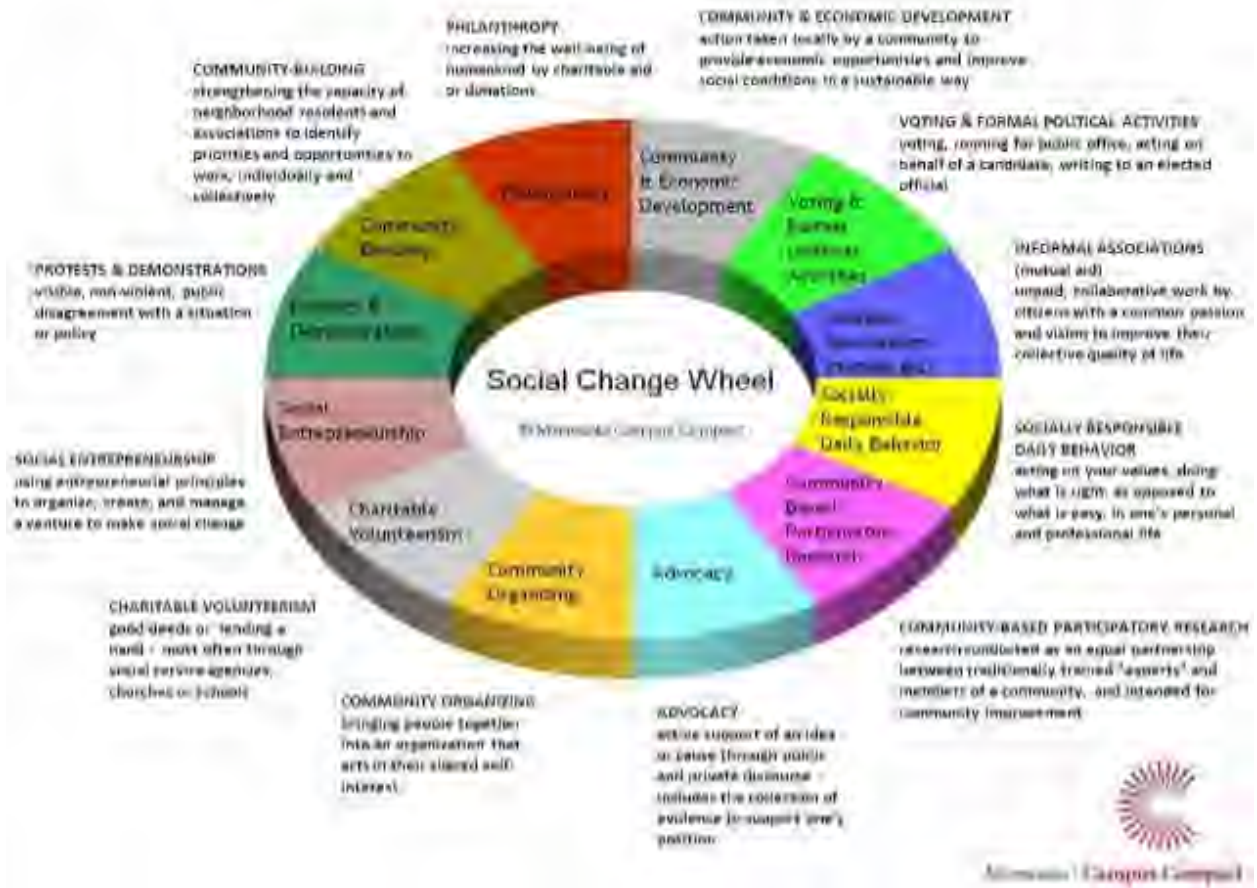 PHILANTHROPY
increasing the well-being of
humankind by charitable aid
or donations
COMMUNITY & ECONOMIC DEVELOPMENT
action taken locally by a community to
provide economic opportunities and improve
social conditions in a sustainable way
COMMUNITY-BUILDING
strengthening the capacity of
neighborhood residents and
associations to identify
priorities and opportunities to
work, individually and
collectively
VOTING & FORMAL POLITICAL ACTIVITIES
voting, running for public office, acting on
behalf of a candidate, writing to an elected
official
INFORMAL ASSOCIATIONS
(mutual aid)
unpaid, collaborative work by
citizens with a common passion
and vision to improve their
collective quality of life
PROTESTS & DEMONSTRATIONS
visible, non-violent, public
disagreement with a situation
or policy
Community
& Economic
Development
Voting &
Political
Activities
Philanthropy
Community
Protests &
Demonstrations
Social Change Wheel
© Minnesota Campus Compact
Social
Entrepreneurship
Socially
Responsible
Daily Behavior
Charitable
Volunteerism
Community
Organizing
Advocacy
Community
Based
Participatory
Research
SOCIALLY RESPONSIBLE
DAILY BEHAVIOR
acting on your values, doing
what is right, as opposed to
what is easy, in one's personal
and professional life
SOCIAL ENTREPRENEURSHIP
using entrepreneurial principles
to organize, create, and manage
a venture to make social change
CHARITABLE VOLUNTEERISM
good deeds or lending a
hand - most often through
social service agencies,
churches or schools
COMMUNITY ORGANIZING
bringing people together
into an organization that
acts in their shared self-
interest
ADVOCACY
active support of an idea
or cause through public
and private discourse
includes the collection of
evidence to support one's
position
COMMUNITY-BASED PARTICIPATORY RESEARCH
research conducted as an equal partnership
between traditionally trained "experts" and
members of a community, and intended for
community improvement
Minnesota Campus Compact